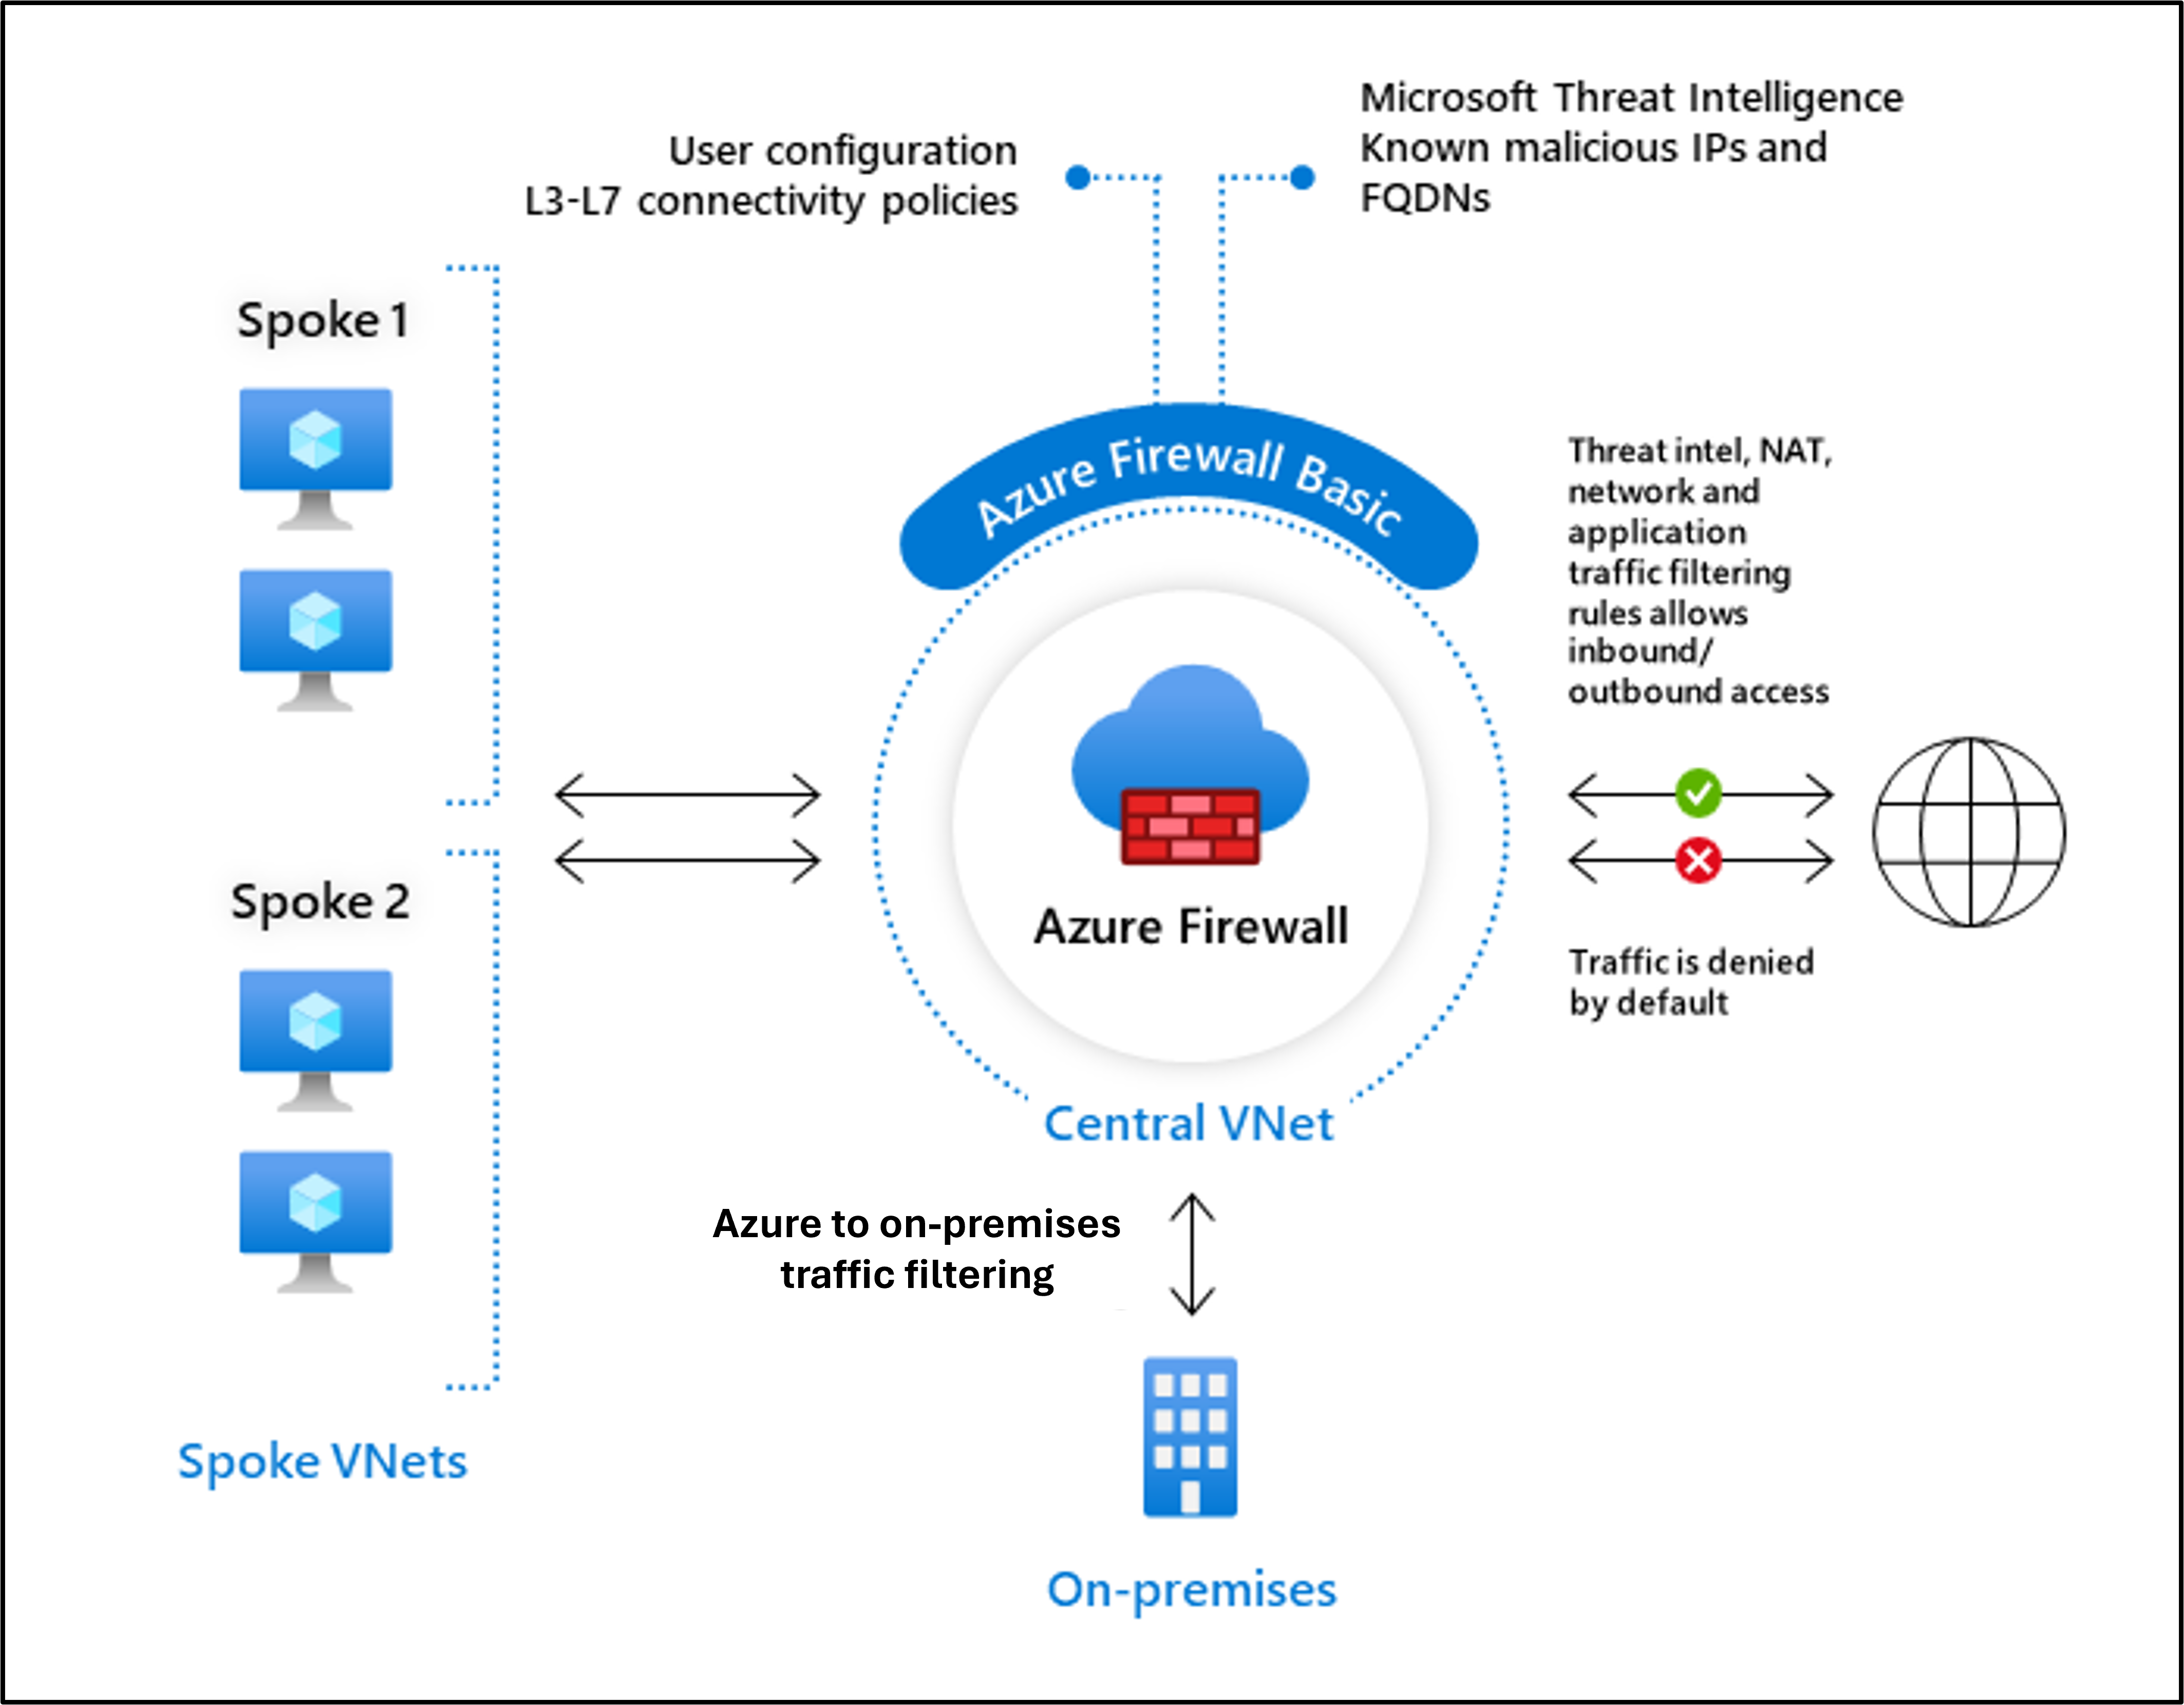 User configuration
L3-L7 connectivity policies
Microsoft Threat Intelligence
Known malicious IPs and
FQDNs
Spoke 1
Azure Firewall Basic
Threat intel, NAT,
network and
application
traffic filtering
rules allows
inbound/
outbound access
Spoke 2
Azure Firewall
Traffic is denied
by default
Central VNet
Azure to on-premises
traffic filtering
Spoke VNets
On-premises